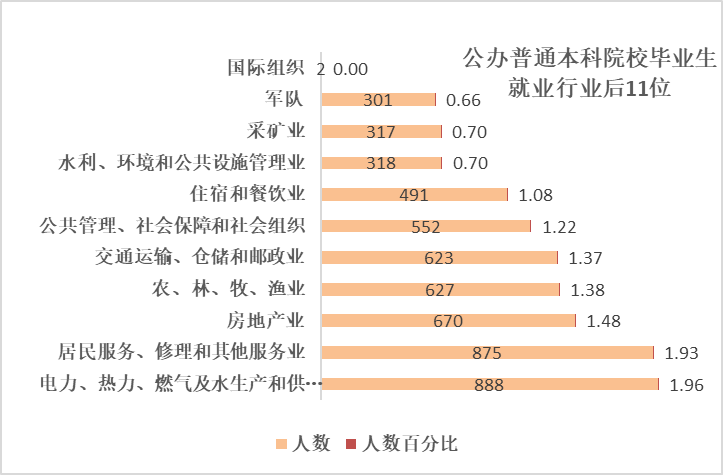 公办普通本科院校毕业生
就业行业后11位
国际组织 2 0.00
军队 301 0.66
采矿业 317 0.70
水利、环境和公共设施管理业 318 0.70
住宿和餐饮业 491 1.08
公共管理、社会保障和社会组织 552 1.22
交通运输、仓储和邮政业 623 1.37
农、林、牧、渔业 627 1.38
房地产业 670 1.48
居民服务、修理和其他服务业 875 1.93
电力、热力、燃气及水生产和供… 888 1.96
人数 人数百分比